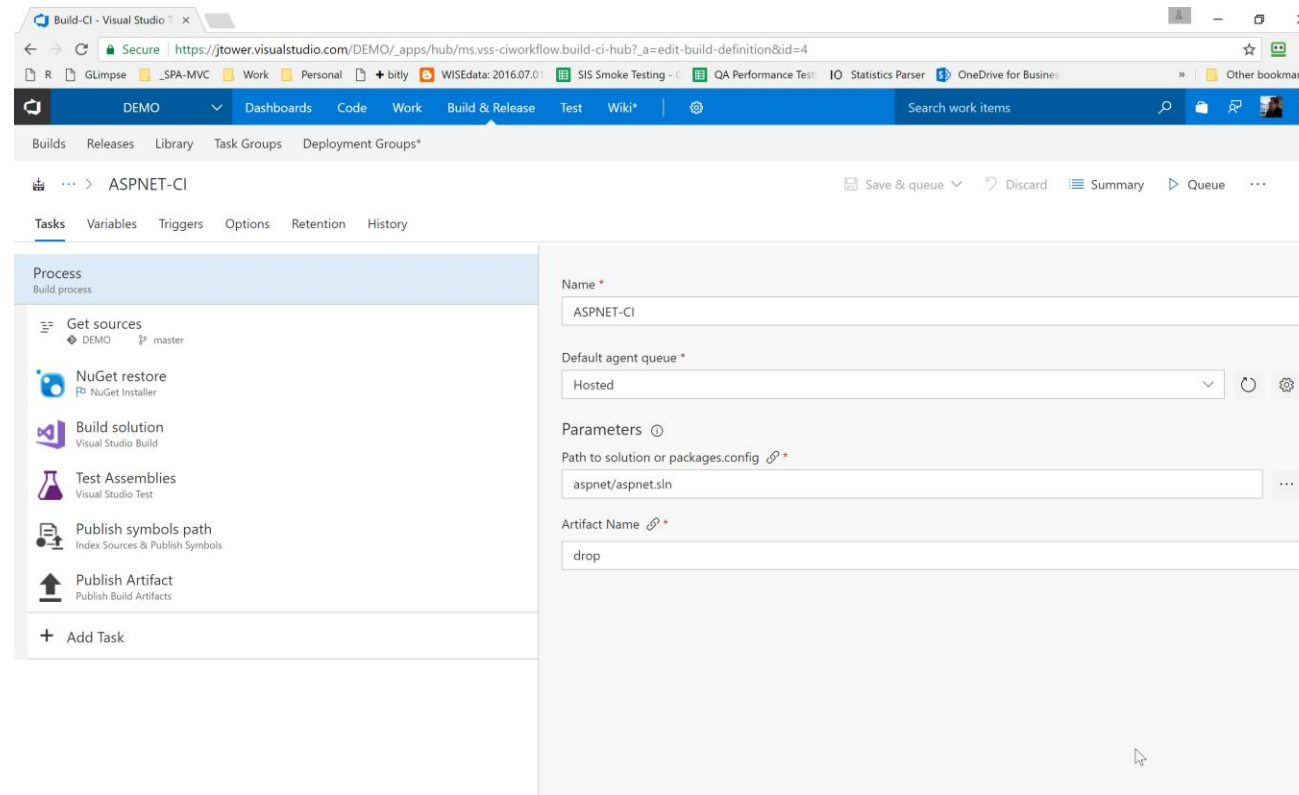 Build-CI - Visual Studio T
Secure https://jtower.visualstudio.com/DEMO/_apps/hub/ms.vss-ciworkflow.build-ci-hub?_a=edit-build-definition&id=4
R GLimpse _SPA-MVC Work Personal + bitly WISEdata: 2016.07.01 SIS Smoke Testing - QA Performance Test IO Statistics Parser OneDrive for Busines » Other bookmar
DEMO Dashboards Code Work Build & Release Test Wiki* Search work items
Builds Releases Library Task Groups Deployment Groups*
··· > ASPNET-CI Save & queue Discard Summary Queue ···
Tasks Variables Triggers Options Retention History
Process
Build process
Get sources
DEMO master
NuGet restore
NuGet Installer
Build solution
Visual Studio Build
Test Assemblies
Visual Studio Test
Publish symbols path
Index Sources & Publish Symbols
Publish Artifact
Publish Build Artifacts
+ Add Task
Name *
ASPNET-CI
Default agent queue *
Hosted
Parameters
Path to solution or packages.config *
aspnet/aspnet.sln
···
Artifact Name *
drop